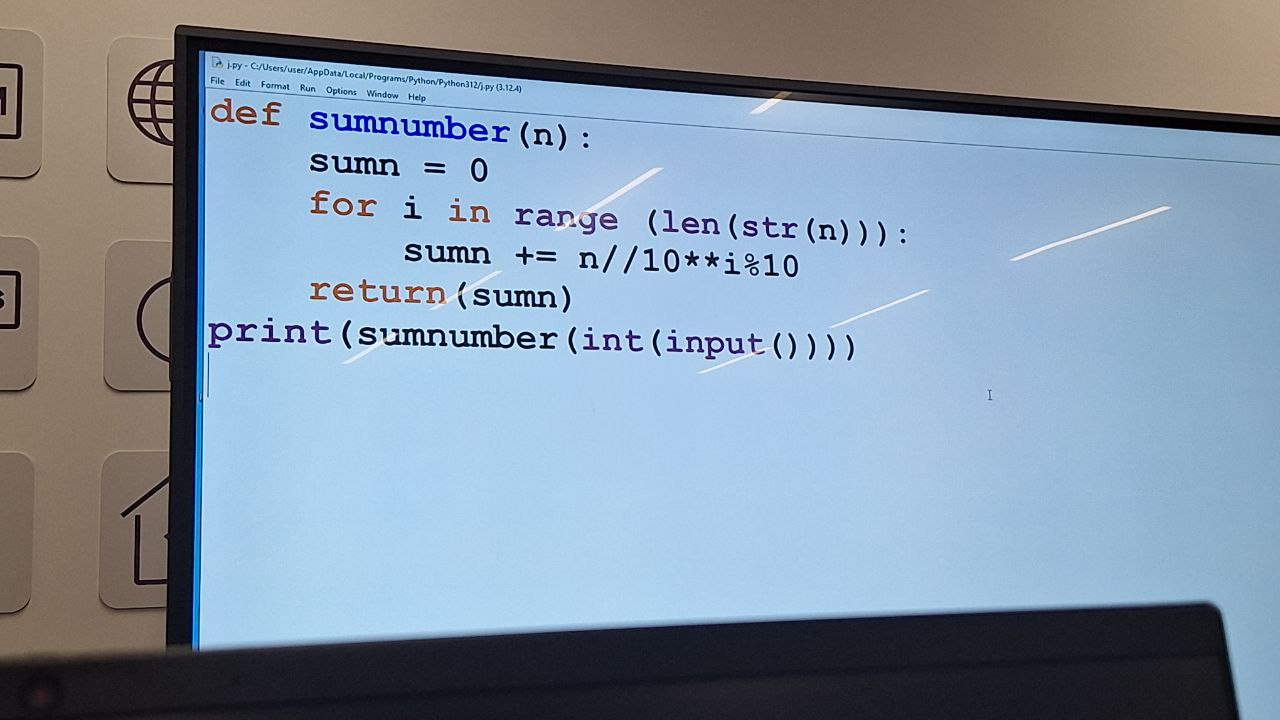 j.py - C:/Users/user/AppData/Local/Programs/Python/Python312/j.py (3.12.4)
File Edit Format Run Options Window Help
def sumnumber(n):
    sumn = 0
    for i in range (len(str(n))):
        sumn += n//10**i%10
    return(sumn)
print(sumnumber(int(input())))